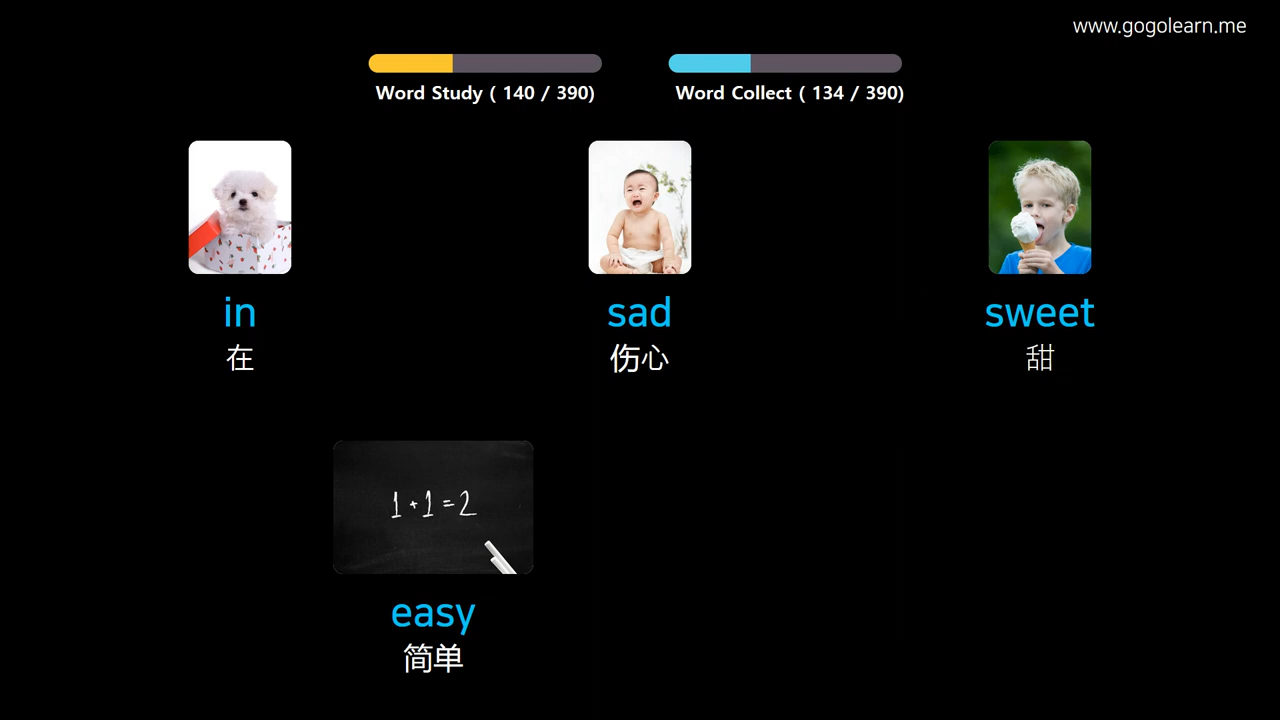 www.gogolearn.me
Word Study ( 140 / 390)
Word Collect ( 134 / 390)
in
在
sad
伤心
sweet
甜
1+1=2
easy
简单